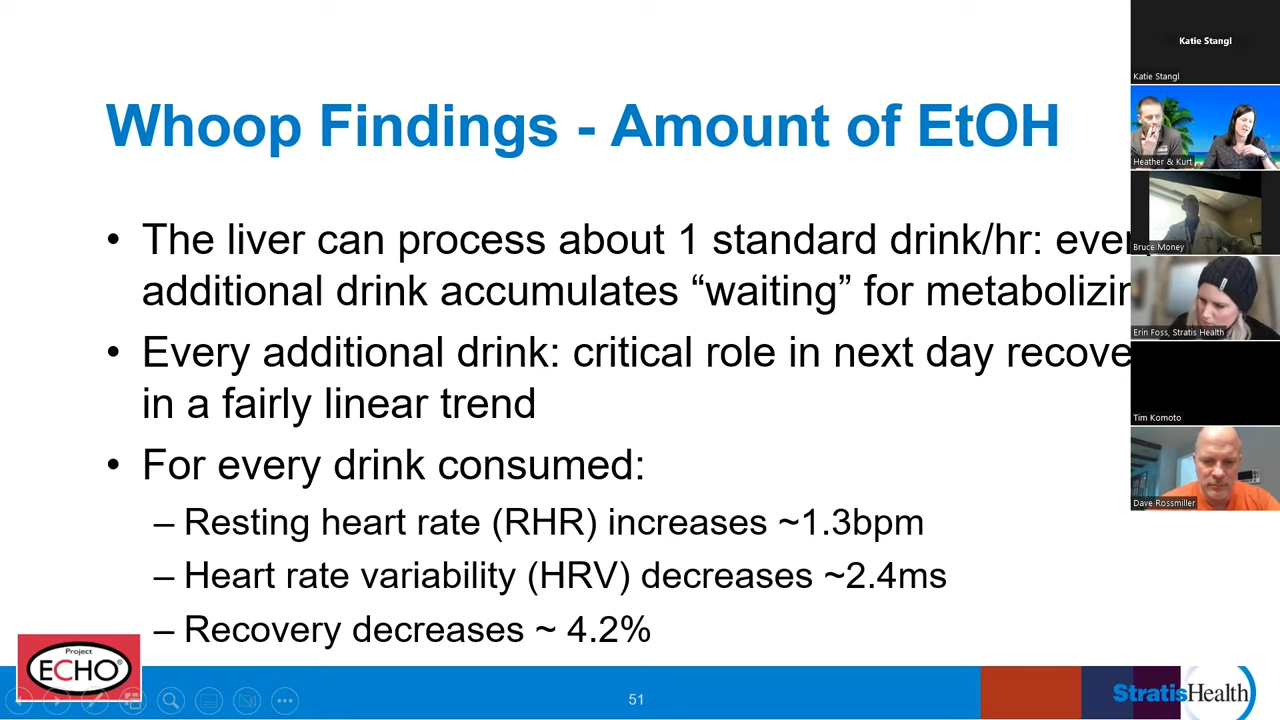 Whoop Findings - Amount of EtOH
• The liver can process about 1 standard drink/hr:
additional drink accumulates “waiting” for
• Every additional drink: critical role in next day
in a fairly linear trend
• For every drink consumed:
– Resting heart rate (RHR) increases ~1.3bpm
– Heart rate variability (HRV) decreases ~2.4ms
– Recovery decreases ~ 4.2%
Project
ECHO®
51
StratisHealth
Katie Stangl
Katie Stangl
Heather & Kurt
Bruce Money
Erin Foss, Stratis Health
Tim Komoto
Dave Rossmiller